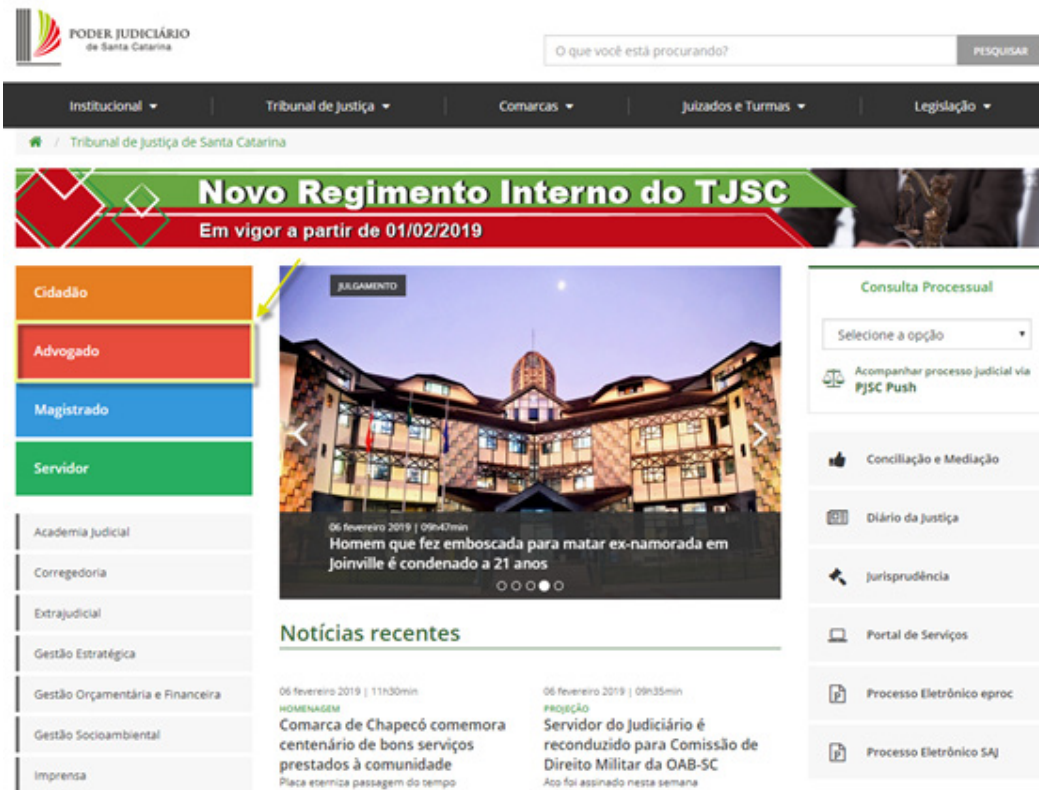 PODER JUDICIÁRIO
de Santa Catarina
O que você está procurando?
PESQUISAR
Institucional
Tribunal de Justiça
Comarcas
Juizados e Turmas
Legislação
/ Tribunal de Justiça de Santa Catarina
Novo Regimento Interno do TJSC
Em vigor a partir de 01/02/2019
Cidadão
Advogado
Magistrado
Servidor
Academia Judicial
Corregedoria
Extrajudicial
Gestão Estratégica
Gestão Orçamentária e Financeira
Gestão Socioambiental
Imprensa
JULGAMENTO
06 fevereiro 2019 | 09h47min
Homem que fez emboscada para matar ex-namorada em
Joinville é condenado a 21 anos
Notícias recentes
06 fevereiro 2019 | 11h30min
HOMENAGEM
Comarca de Chapecó comemora
centenário de bons serviços
prestados à comunidade
Placa eterniza passagem do tempo
06 fevereiro 2019 | 09h35min
PROJEÇÃO
Servidor do Judiciário é
reconduzido para Comissão de
Direito Militar da OAB-SC
Ato foi assinado nesta semana
Consulta Processual
Selecione a opção
Acompanhar processo judicial via
PJSC Push
Conciliação e Mediação
Diário da Justiça
Jurisprudência
Portal de Serviços
Processo Eletrônico eproc
Processo Eletrônico SAJ